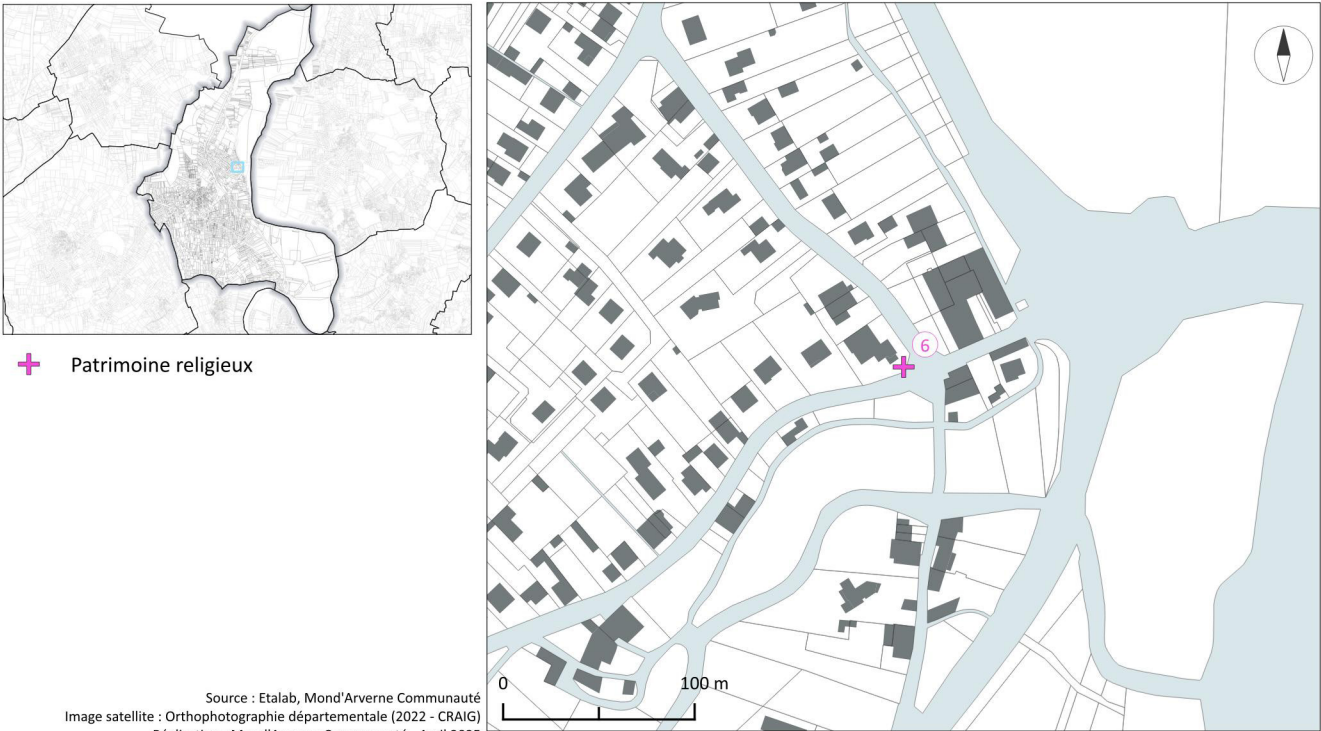 Patrimoine religieux
6
0 100 m
Source : Etalab, Mond'Arverne Communauté
Image satellite : Orthophotographie départementale (2022 - CRAIG)